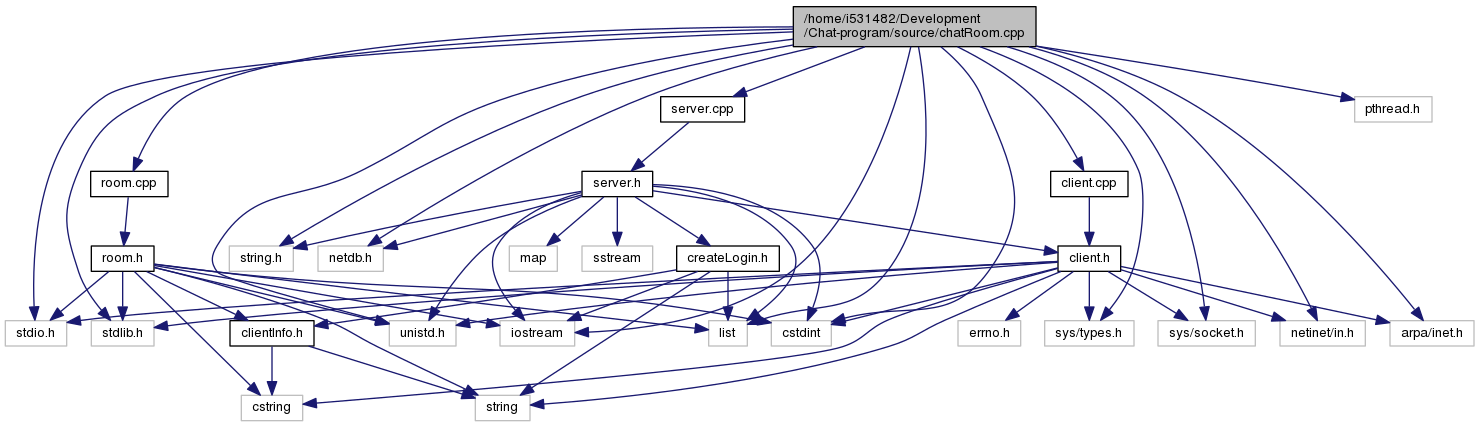 /home/i531482/Development
/Chat-program/source/chatRoom.cpp
server.cpp
pthread.h
room.cpp
server.h
client.cpp
room.h
string.h
netdb.h
map
sstream
createLogin.h
client.h
stdio.h
stdlib.h
clientInfo.h
unistd.h
iostream
list
cstdint
errno.h
sys/types.h
sys/socket.h
netinet/in.h
arpa/inet.h
cstring
string